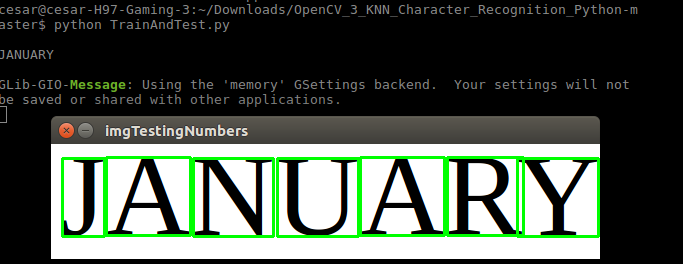 cesar@cesar-H97-Gaming-3:~/Downloads/OpenCV_3_KNN_Character_Recognition_Python-m
aster$ python TrainAndTest.py
JANUARY
GLib-GIO-Message: Using the 'memory' GSettings backend.  Your settings will not
be saved or shared with other applications.
imgTestingNumbers
JANUARY